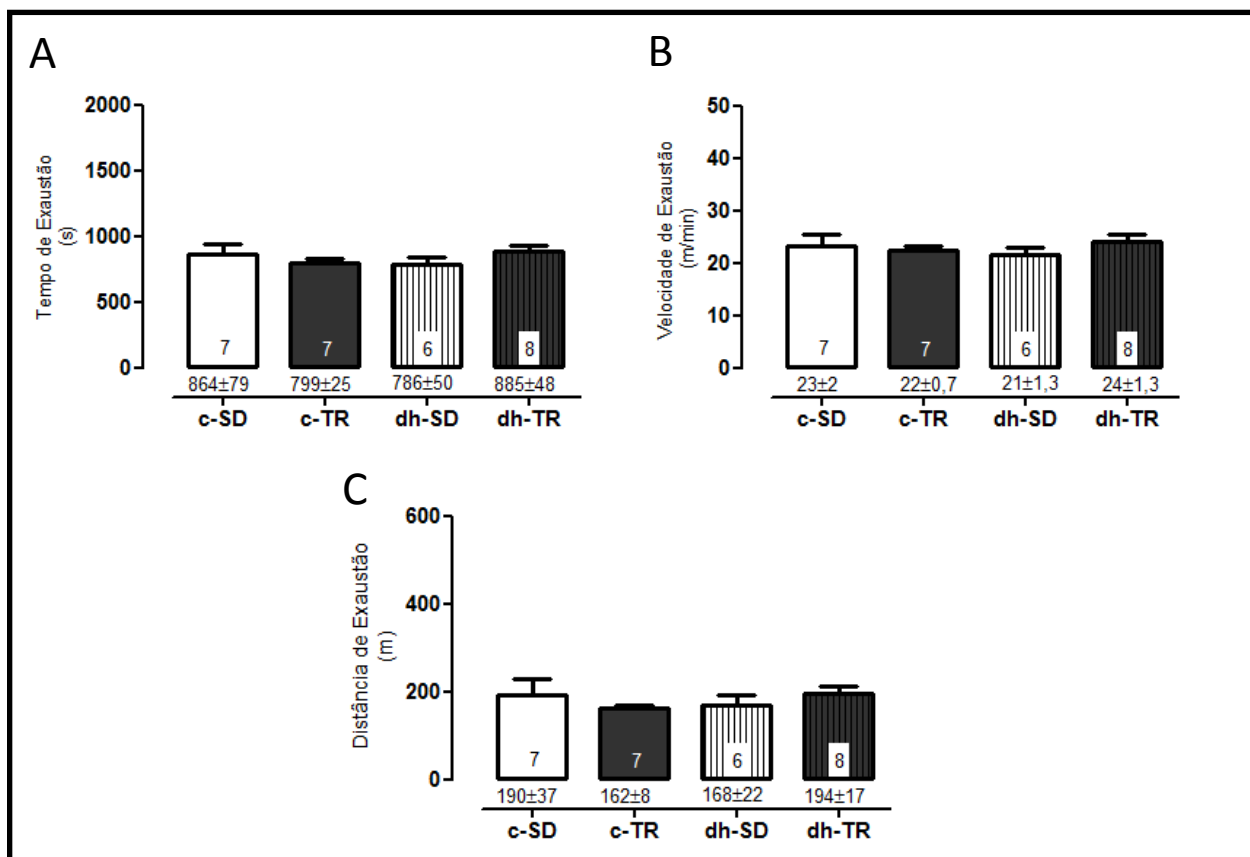 A
Tempo de Exaustão
(s)
2000
1500
1000
500
0
7
7
6
8
864±79
799±25
786±50
885±48
c-SD
c-TR
dh-SD
dh-TR
B
Velocidade de Exaustão
(m/min)
50
40
30
20
10
0
7
7
6
8
23±2
22±0,7
21±1,3
24±1,3
c-SD
c-TR
dh-SD
dh-TR
C
Distância de Exaustão
(m)
600
400
200
0
7
7
6
8
190±37
162±8
168±22
194±17
c-SD
c-TR
dh-SD
dh-TR